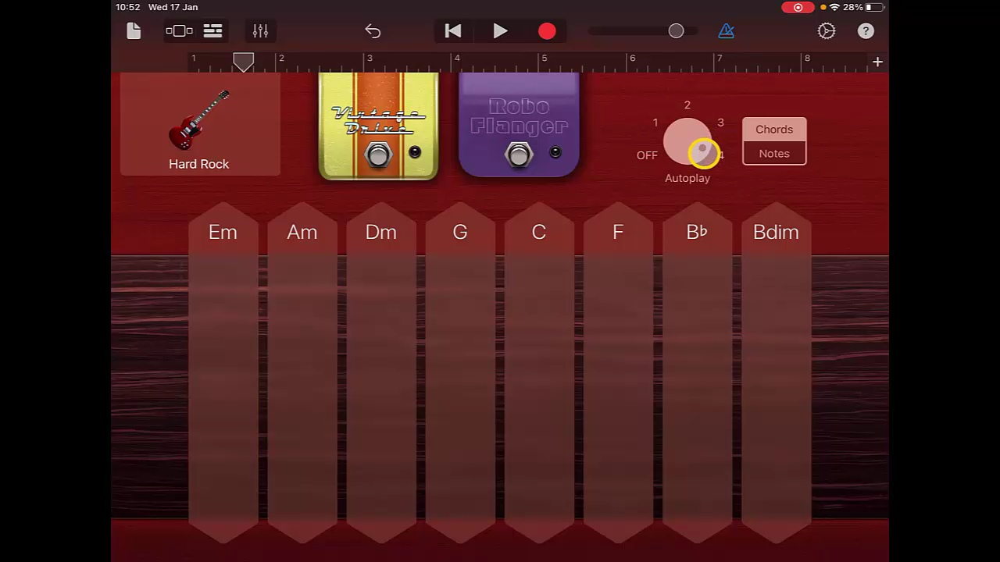 10:52 Wed 17 Jan
28%
1 2 3 4 5 6 7 8 +
Hard Rock
Vintage
Drive
Robo
Flanger
OFF 1 2 3 4
Autoplay
Chords
Notes
Em Am Dm G C F B♭ Bdim